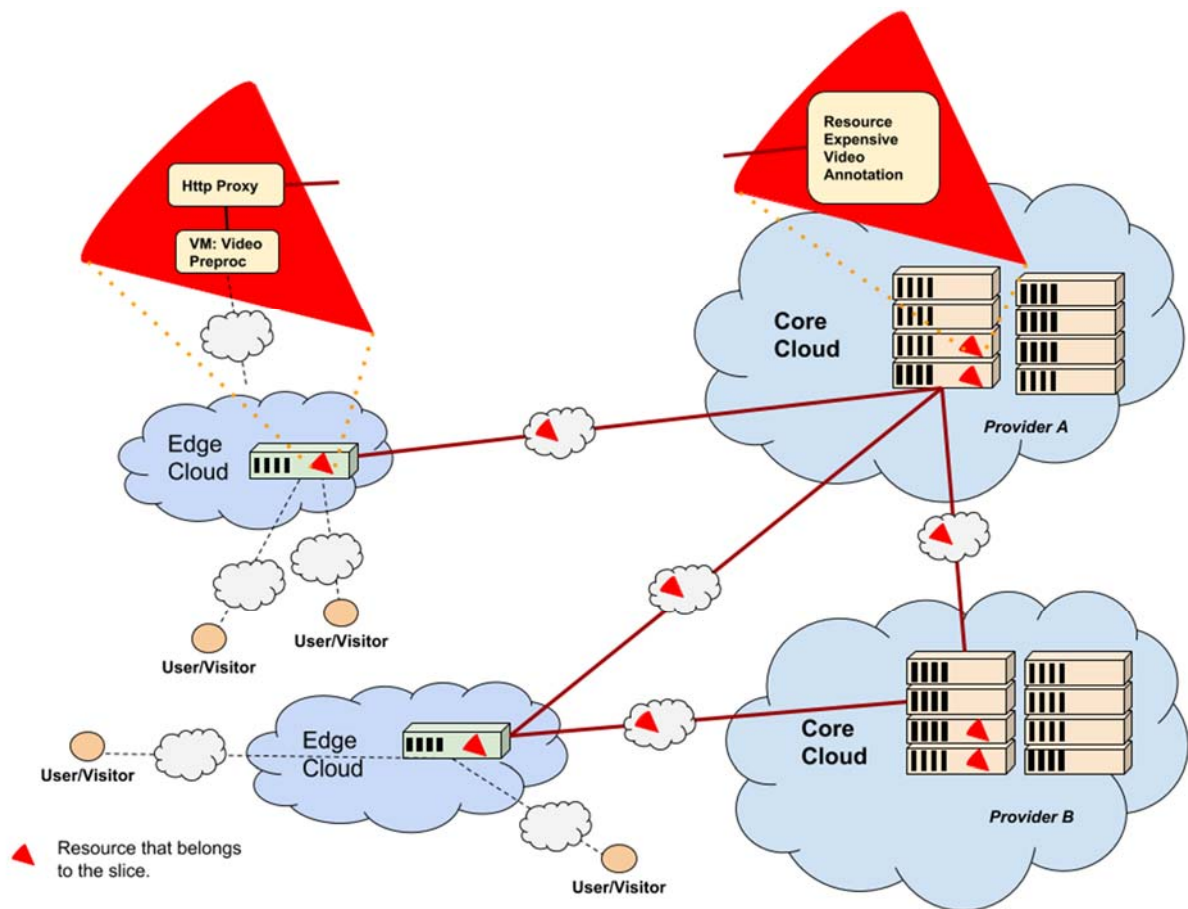 Resource
Expensive
Video
Annotation
Http Proxy
VM: Video
Preproc
Core
Cloud
Provider A
Edge
Cloud
User/Visitor
User/Visitor
Edge
Cloud
Core
Cloud
User/Visitor
Provider B
Resource that belongs
to the slice.
User/Visitor